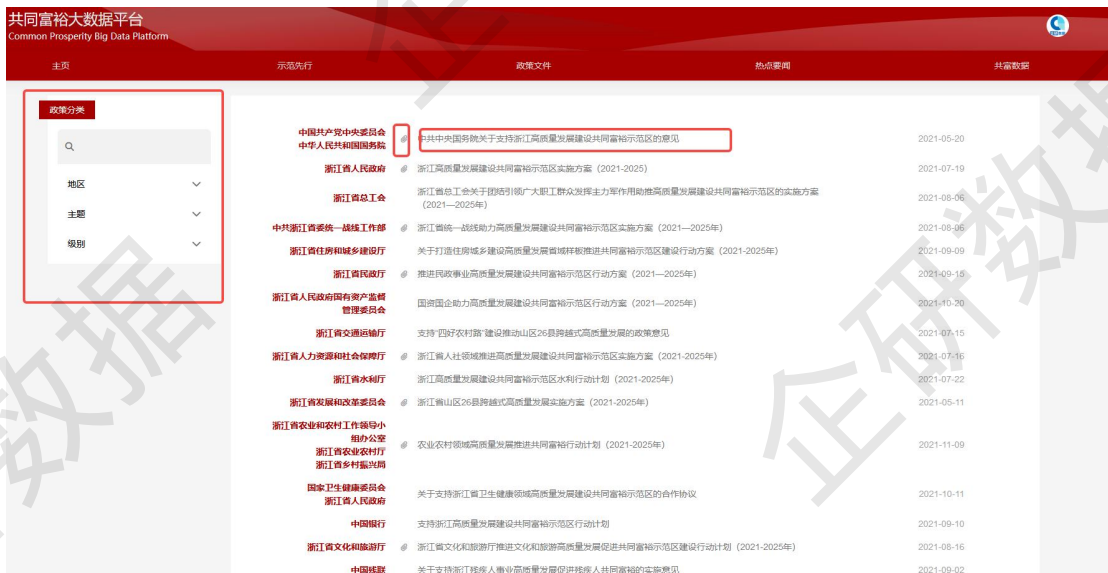 共同富裕大数据平台
Common Prosperity Big Data Platform
主页
示范先行
政策文件
热点要闻
共富数据
政策分类
地区
主题
级别
中国共产党中央委员会
中华人民共和国国务院
中共中央国务院关于支持浙江高质量发展建设共同富裕示范区的意见
2021-05-20
浙江省人民政府
浙江高质量发展建设共同富裕示范区实施方案（2021-2025）
2021-07-19
浙江省总工会
浙江省总工会关于团结引领广大职工群众发挥主力军作用助推高质量发展建设共同富裕示范区的实施方案
（2021—2025年）
2021-08-06
中共浙江省委统一战线工作部
浙江省统一战线助力高质量发展建设共同富裕示范区实施方案（2021—2025年）
2021-08-06
浙江省住房和城乡建设厅
关于打造住房城乡建设高质量发展省域样板推进共同富裕示范区建设行动方案（2021-2025年）
2021-09-09
浙江省民政厅
推进民政事业高质量发展建设共同富裕示范区行动方案（2021—2025年）
2021-09-15
浙江省人民政府国有资产监督
管理委员会
国资国企助力高质量发展建设共同富裕示范区行动方案（2021—2025年）
2021-10-20
浙江省交通运输厅
支持“四好农村路”建设推动山区26县跨越式高质量发展的政策意见
2021-07-15
浙江省人力资源和社会保障厅
浙江省人社领域推进高质量发展建设共同富裕示范区实施方案（2021-2025年）
2021-07-16
浙江省水利厅
浙江高质量发展建设共同富裕示范区水利行动计划（2021-2025年）
2021-07-22
浙江省发展和改革委员会
浙江省山区26县跨越式高质量发展实施方案（2021-2025年）
2021-05-11
浙江省农业和农村工作领导小
组办公室
浙江省农业农村厅
浙江省乡村振兴局
农业农村领域高质量发展推进共同富裕行动计划（2021-2025年）
2021-11-09
国家卫生健康委员会
浙江省人民政府
关于支持浙江省卫生健康领域高质量发展建设共同富裕示范区的合作协议
2021-10-11
中国银行
支持浙江高质量发展建设共同富裕示范区行动计划
2021-09-10
浙江省文化和旅游厅
浙江省文化和旅游厅推进文化和旅游高质量发展促进共同富裕示范区建设行动计划（2021-2025年）
2021-08-16
中国残联
关于支持浙江残疾人事业高质量发展促进残疾人共同富裕的实施意见
2021-09-02
企研数据